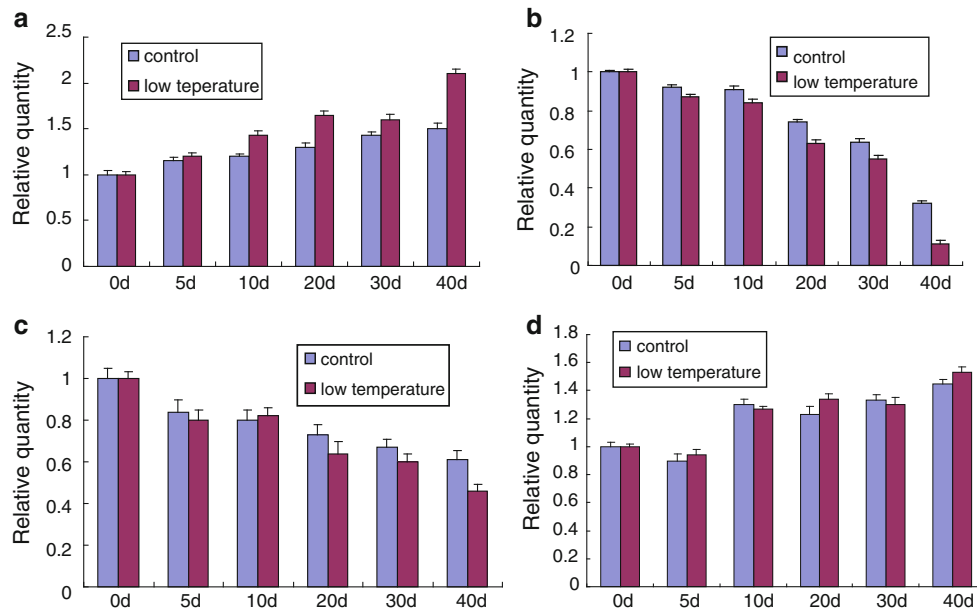 a
Relative quantity
2.5
2
1.5
1
0.5
0
control
low teperature
0d 5d 10d 20d 30d 40d
b
Relative quantity
1.2
1
0.8
0.6
0.4
0.2
0
control
low temperature
0d 5d 10d 20d 30d 40d
c
Relative quantity
1.2
1
0.8
0.6
0.4
0.2
0
control
low temperature
0d 5d 10d 20d 30d 40d
d
Relative quantity
1.8
1.6
1.4
1.2
1
0.8
0.6
0.4
0.2
0
control
low temperature
0d 5d 10d 20d 30d 40d